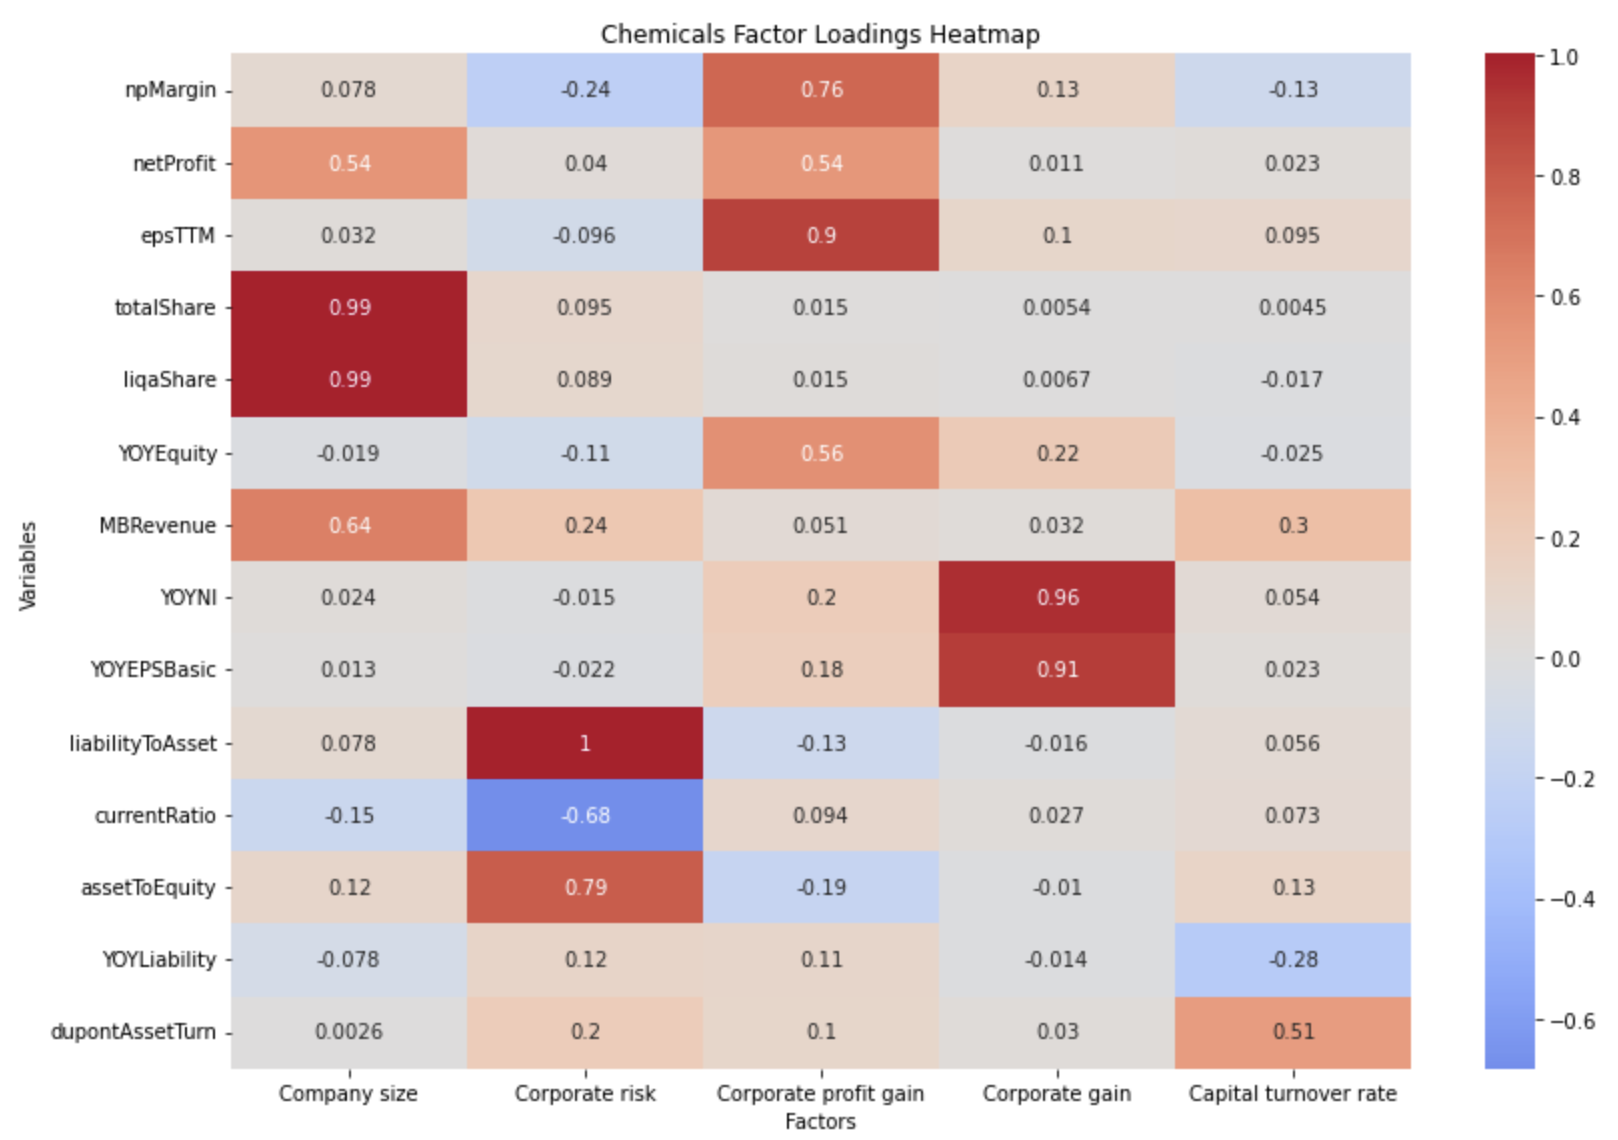 Chemicals Factor Loadings Heatmap
npMargin 0.078 -0.24 0.76 0.13 -0.13
netProfit 0.54 0.04 0.54 0.011 0.023
epsTTM 0.032 -0.096 0.9 0.1 0.095
totalShare 0.99 0.095 0.015 0.0054 0.0045
liqaShare 0.99 0.089 0.015 0.0067 -0.017
YOYEquity -0.019 -0.11 0.56 0.22 -0.025
MBRevenue 0.64 0.24 0.051 0.032 0.3
YOYNI 0.024 -0.015 0.2 0.96 0.054
YOYEPSBasic 0.013 -0.022 0.18 0.91 0.023
liabilityToAsset 0.078 1 -0.13 -0.016 0.056
currentRatio -0.15 -0.68 0.094 0.027 0.073
assetToEquity 0.12 0.79 -0.19 -0.01 0.13
YOYLiability -0.078 0.12 0.11 -0.014 -0.28
dupontAssetTurn 0.0026 0.2 0.1 0.03 0.51
Company size Corporate risk Corporate profit gain Corporate gain Capital turnover rate
Factors
Variables
1.0
0.8
0.6
0.4
0.2
0.0
−0.2
−0.4
−0.6